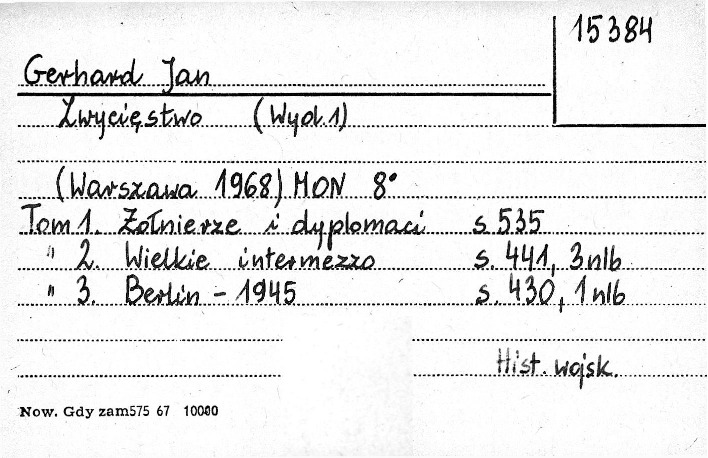 15384
Gerhard Jan
Zwycięstwo (Wyd.1)
(Warszawa 1968) MON 8°
Tom 1. Żołnierze i dyplomaci s 535
" 2. Wielkie intermezzo s. 441, 3 nlb
" 3. Berlin - 1945 s. 430, 1 nlb
Hist. wojsk.
Now. Gdy zam575 67 10000